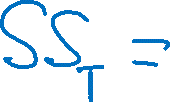 SS_T =